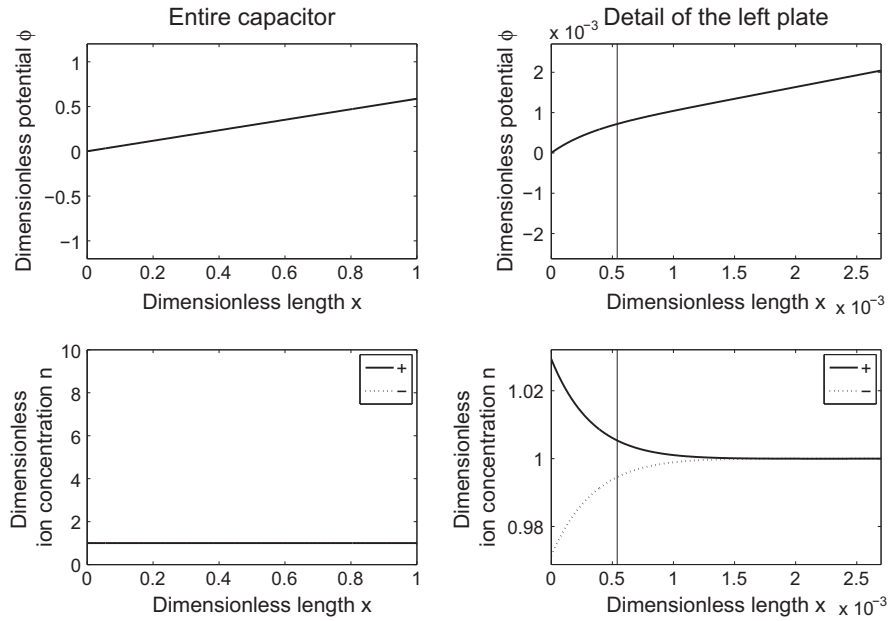 Entire capacitor
Dimensionless potential ϕ
1
0.5
0
−0.5
−1
0 0.2 0.4 0.6 0.8 1
Dimensionless length x
Detail of the left plate
x 10⁻³
Dimensionless potential ϕ
2
1
0
−1
−2
0 0.5 1 1.5 2 2.5
Dimensionless length x x 10⁻³
Dimensionless
ion concentration n
10
8
6
4
2
0
0 0.2 0.4 0.6 0.8 1
+
−
Dimensionless length x
Dimensionless
ion concentration n
1.02
1
0.98
0 0.5 1 1.5 2 2.5
+
−
Dimensionless length x x 10⁻³